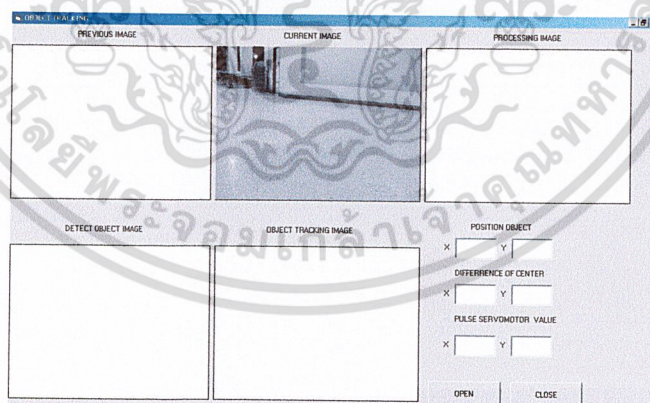 OBJECT TRACKING
PREVIOUS IMAGE
CURRENT IMAGE
PROCESSING IMAGE
DETECT OBJECT IMAGE
OBJECT TRACKING IMAGE
POSITION OBJECT
X Y
DIFFERRENCE OF CENTER
X Y
PULSE SERVOMOTOR VALUE
X Y
OPEN CLOSE